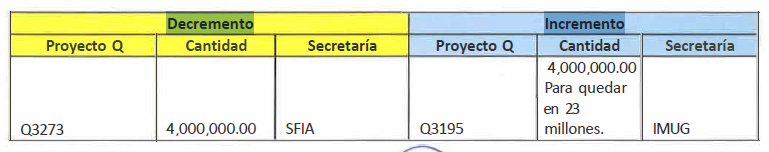 Decremento Incremento
Proyecto Q Cantidad Secretaría Proyecto Q Cantidad Secretaría
4,000,000.00
Para quedar
en 23
Q3273 4,000,000.00 SFIA Q3195 millones. IMUG